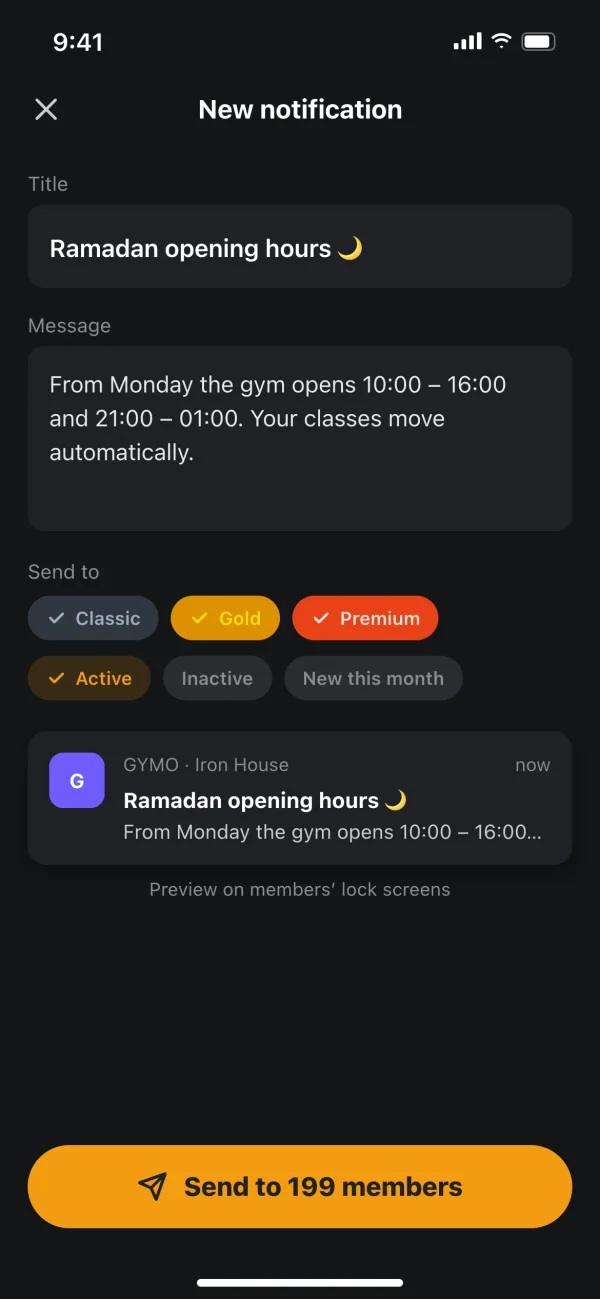 9:41
New notification
Title
Ramadan opening hours 🌙
Message
From Monday the gym opens 10:00 – 16:00
and 21:00 – 01:00. Your classes move
automatically.
Send to
Classic
Gold
Premium
Active
Inactive
New this month
G
GYMO · Iron House
now
Ramadan opening hours 🌙
From Monday the gym opens 10:00 – 16:00...
Preview on members’ lock screens
Send to 199 members